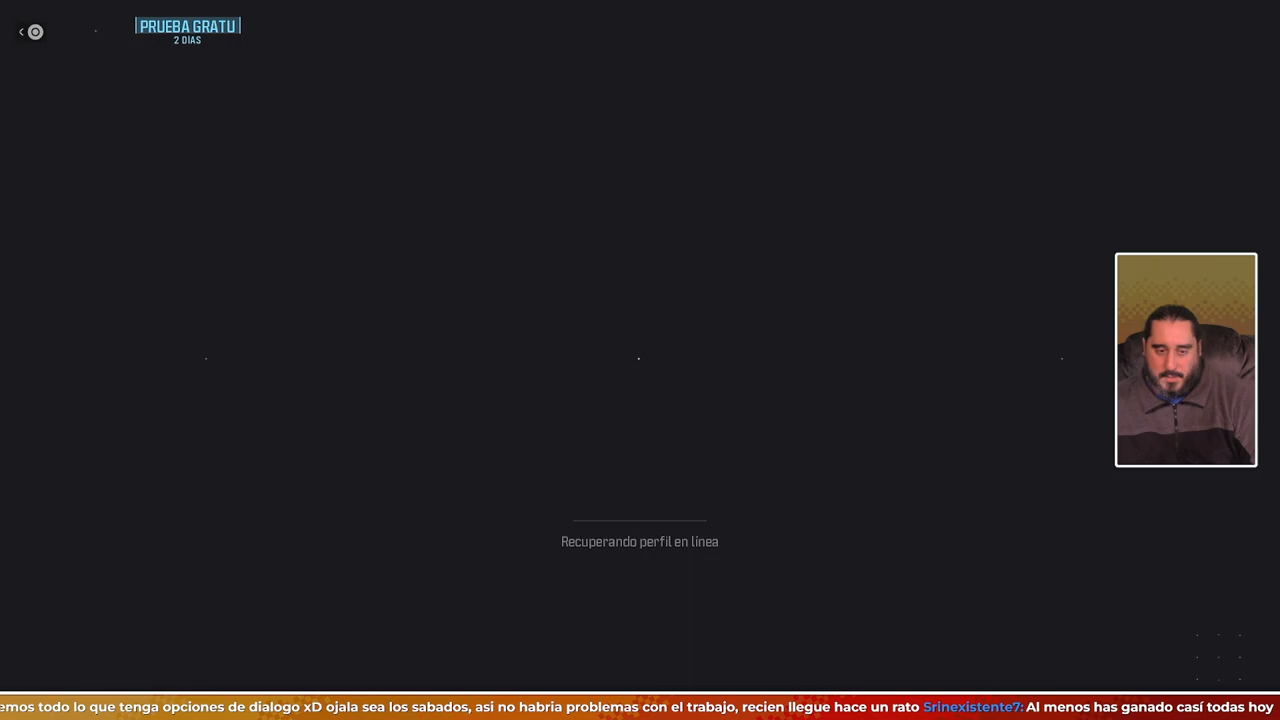 PRUEBA GRATU
2 DÍAS
Recuperando perfil en línea
emos todo lo que tenga opciones de dialogo xD ojala sea los sabados, asi no habria problemas con el trabajo, recien llegue hace un rato Srinexistente7: Al menos has ganado casí todas hoy